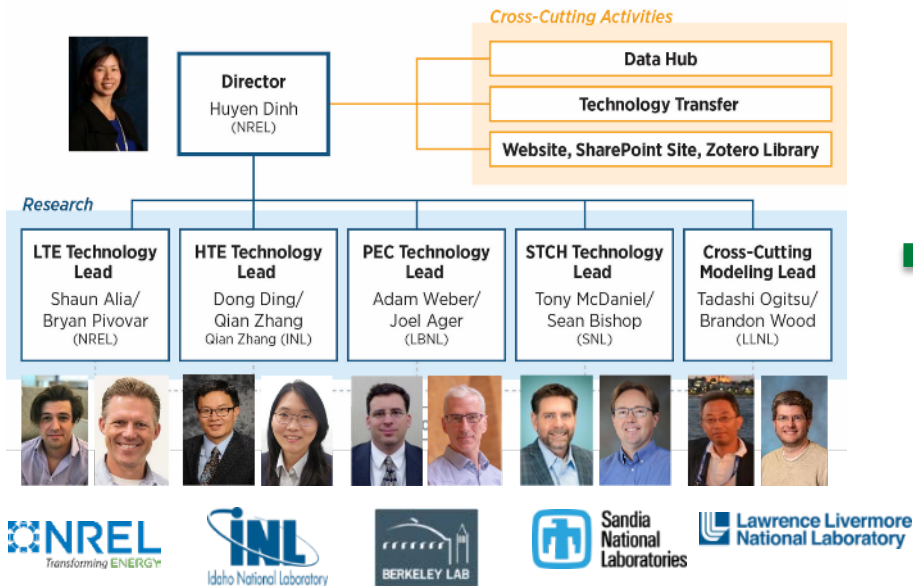 Cross-Cutting Activities
Data Hub
Technology Transfer
Website, SharePoint Site, Zotero Library
Director
Huyen Dinh
(NREL)
Research
LTE Technology
Lead
Shaun Alia/
Bryan Pivovar
(NREL)
HTE Technology
Lead
Dong Ding/
Qian Zhang
Qian Zhang (INL)
PEC Technology
Lead
Adam Weber/
Joel Ager
(LBNL)
STCH Technology
Lead
Tony McDaniel/
Sean Bishop
(SNL)
Cross-Cutting
Modeling Lead
Tadashi Ogitsu/
Brandon Wood
(LLNL)
NREL
Transforming ENERGY
INL
Idaho National Laboratory
BERKELEY LAB
Sandia
National
Laboratories
Lawrence Livermore
National Laboratory